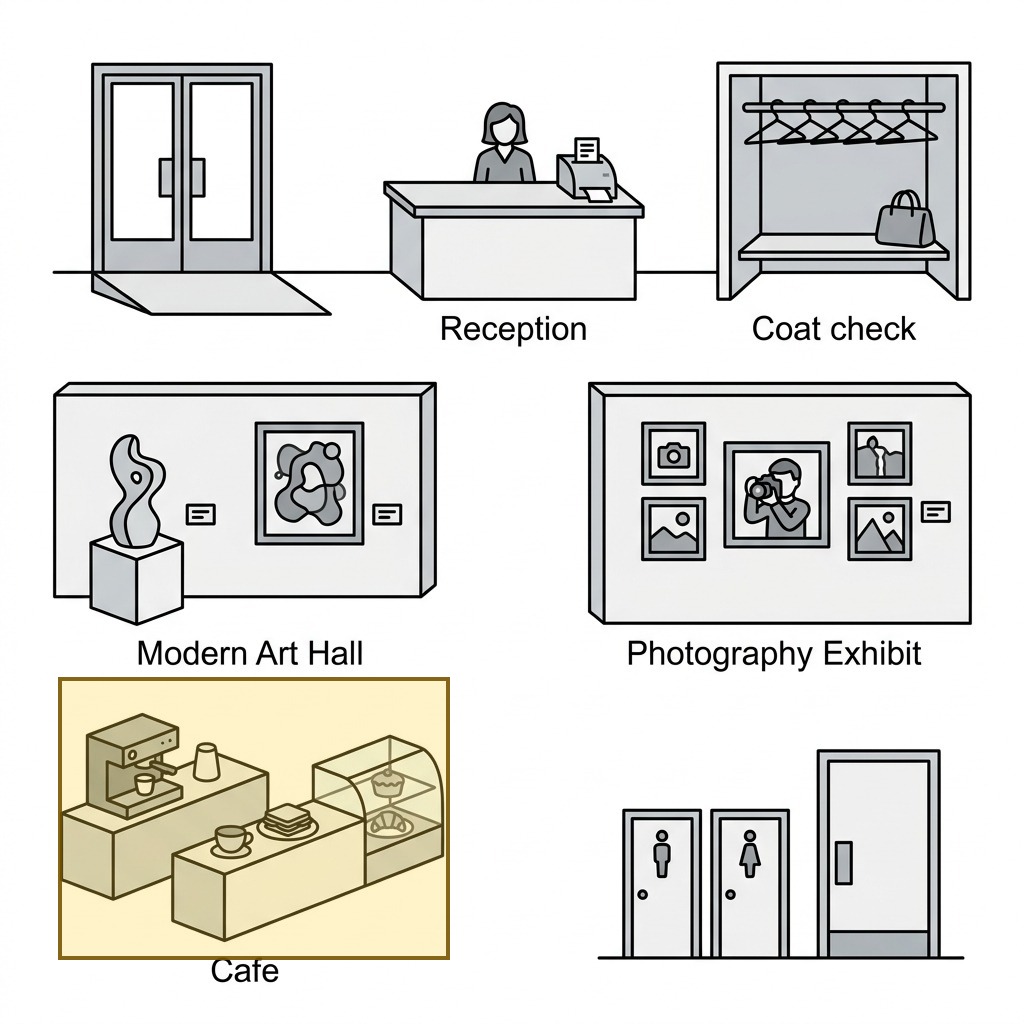 Reception
Coat check
Modern Art Hall
Photography Exhibit
Cafe